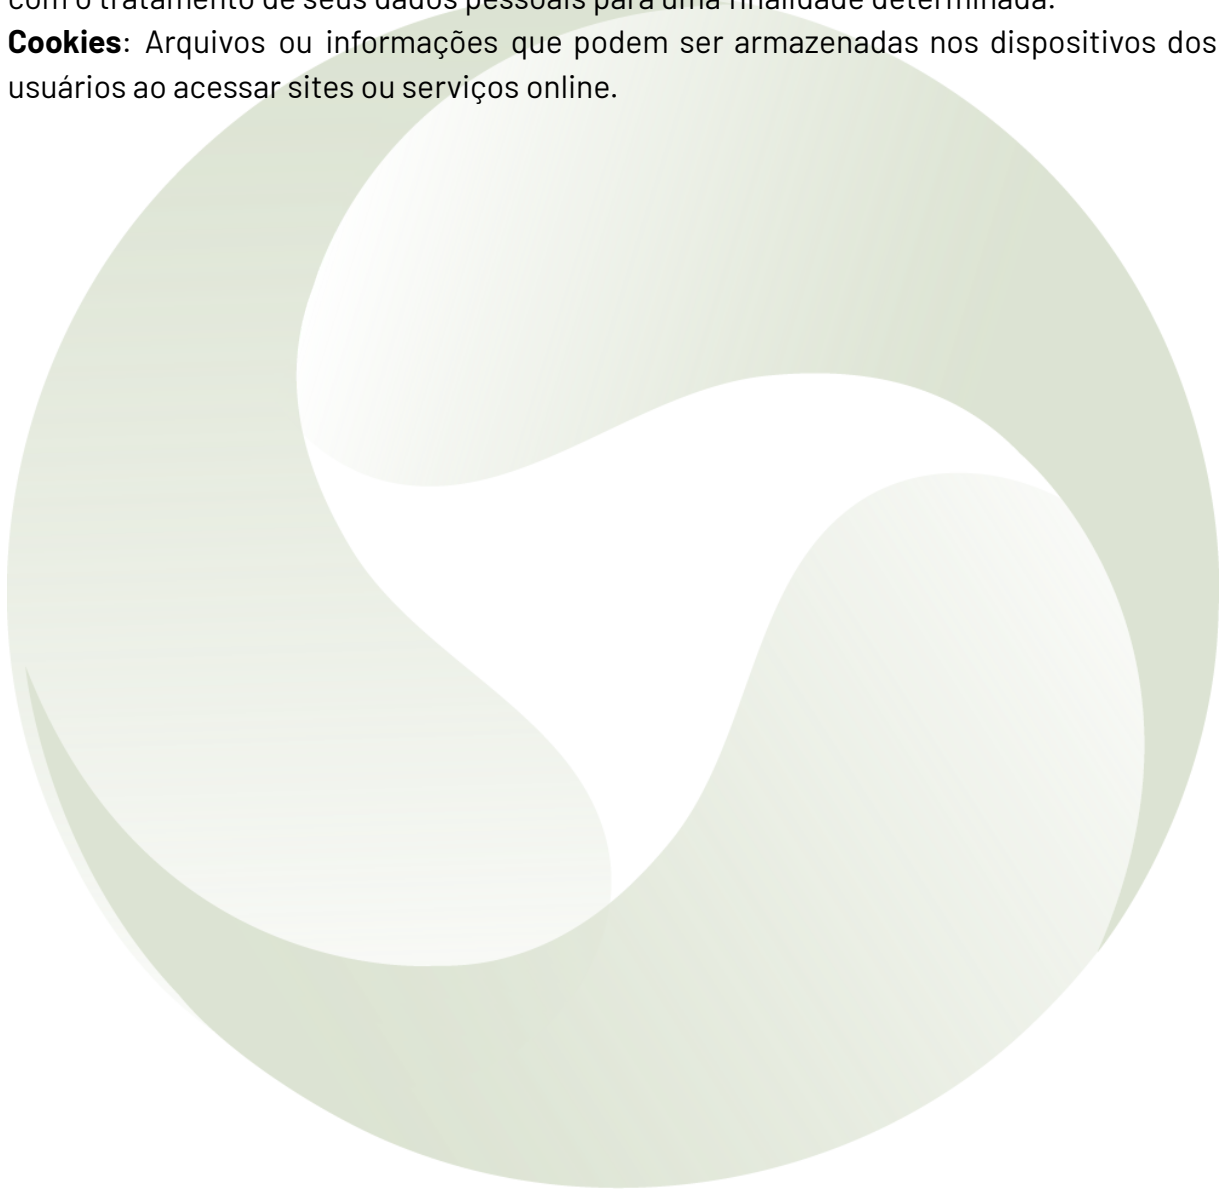 com o tratamento de seus dados pessoais para uma finalidade determinada.
Cookies: Arquivos ou informações que podem ser armazenadas nos dispositivos dos
usuários ao acessar sites ou serviços online.